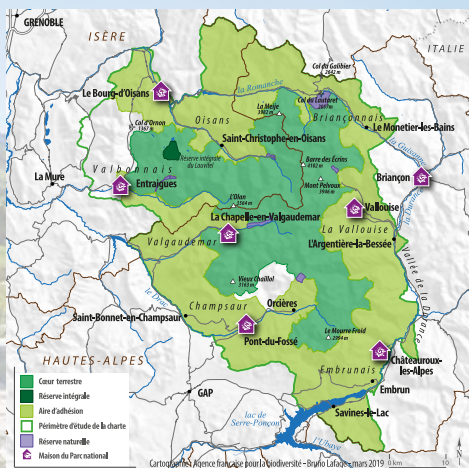 GRENOBLE
ISÈRE
ITALIE
Col du Galibier
2642 m
la Romanche
Col du Lautaret
Le Bourg-d'Oisans
La Meije
Briançonnais
Col d'Ornon
1367 m
Oisans
Le Monetier-les-Bains
Saint-Christophe-en-Oisans
la Guisane
Réserve intégrale
du Lauvitel
Valbonnais
Barre des Écrins
4102 m
Briançon
La Mure
Entraigues
Mont Pelvoux
3946 m
L'Olan
3564 m
Vallouise
la Durance
La Chapelle-en-Valgaudemar
La Vallouise
Valgaudemar
L'Argentière-la-Bessée
Vallée de la Durance
Vieux Chaillol
3163 m
le Drac
Champsaur
Orcières
Saint-Bonnet-en-Champsaur
Le Mourre Froid
2994 m
Pont-du-Fossé
HAUTES-ALPES
Châteauroux-
les-Alpes
Embrunais
Embrun
GAP
Savines-le-Lac
lac de
Serre-Ponçon
l'Ubaye
Cœur terrestre
Réserve intégrale
Aire d'adhésion
Périmètre d'étude de la charte
Réserve naturelle
Maison du Parc national
0 km
10
N
Cartographie : Agence française pour la biodiversité - Bruno Lafage - mars 2019